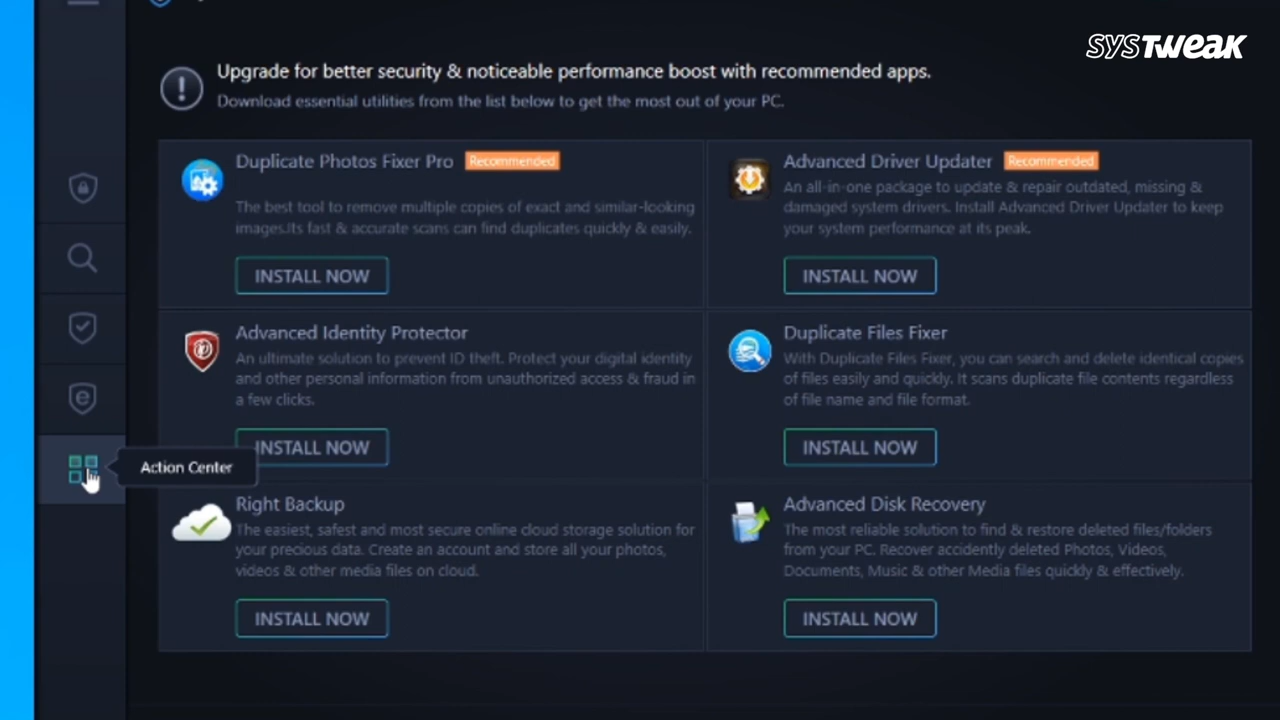 SYSTWEAK
Upgrade for better security & noticeable performance boost with recommended apps.
Download essential utilities from the list below to get the most out of your PC.
Duplicate Photos Fixer Pro Recommended
The best tool to remove multiple copies of exact and similar-looking
images.Its fast & accurate scans can find duplicates quickly & easily.
INSTALL NOW
Advanced Driver Updater Recommended
An all-in-one package to update & repair outdated, missing &
damaged system drivers. Install Advanced Driver Updater to keep
your system performance at its peak.
INSTALL NOW
Advanced Identity Protector
An ultimate solution to prevent ID theft. Protect your digital identity
and other personal information from unauthorized access & fraud in
a few clicks.
INSTALL NOW
Duplicate Files Fixer
With Duplicate Files Fixer, you can search and delete identical copies
of files easily and quickly. It scans duplicate file contents regardless
of file name and file format.
INSTALL NOW
Action Center
Right Backup
The easiest, safest and most secure online cloud storage solution for
your precious data. Create an account and store all your photos,
videos & other media files on cloud.
INSTALL NOW
Advanced Disk Recovery
The most reliable solution to find & restore deleted files/folders
from your PC. Recover accidently deleted Photos, Videos,
Documents, Music & other Media files quickly & effectively.
INSTALL NOW